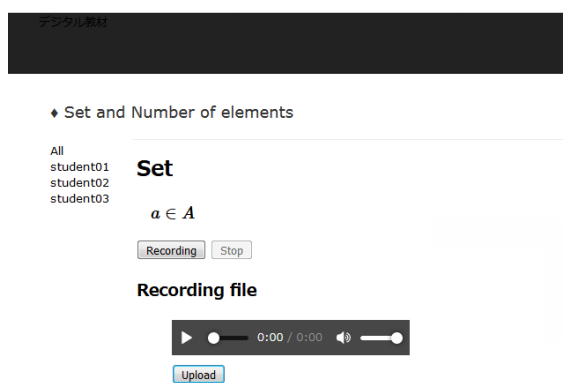 デジタル教材
♦ Set and Number of elements
All
student01
student02
student03
Set
a ∈ A
Recording Stop
Recording file
0:00 / 0:00
Upload